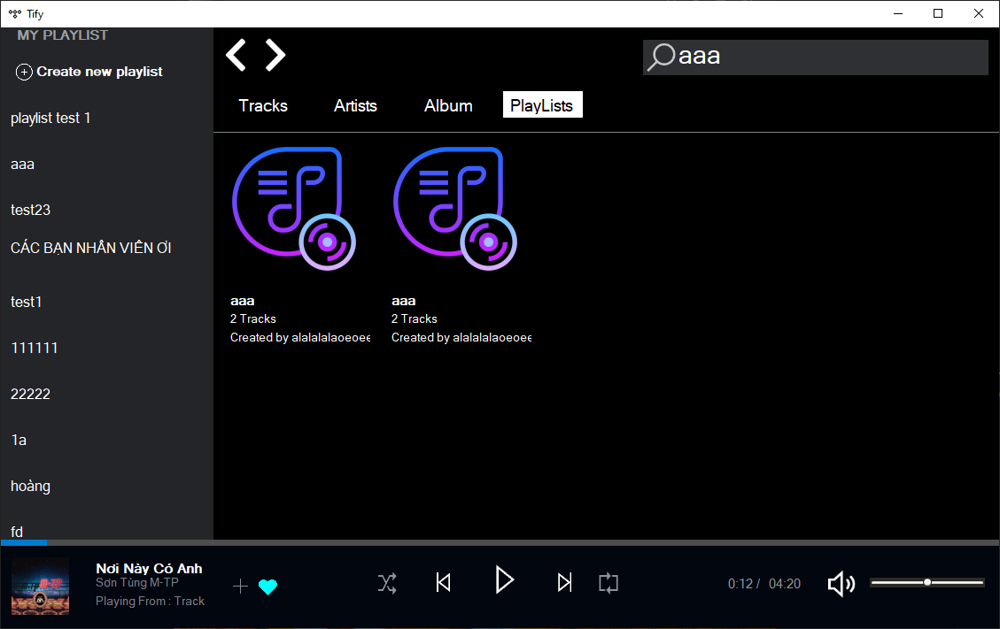 Tify
MY PLAYLIST
Create new playlist
playlist test 1
aaa
test23
CÁC BẠN NHÂN VIÊN ƠI
test1
111111
22222
1a
hoàng
fd
aaa
Tracks Artists Album PlayLists
aaa
2 Tracks
Created by alalalalaoeoee
aaa
2 Tracks
Created by alalalalaoeoee
Nơi Này Có Anh
Sơn Tùng M-TP
Playing From : Track
0:12 / 04:20